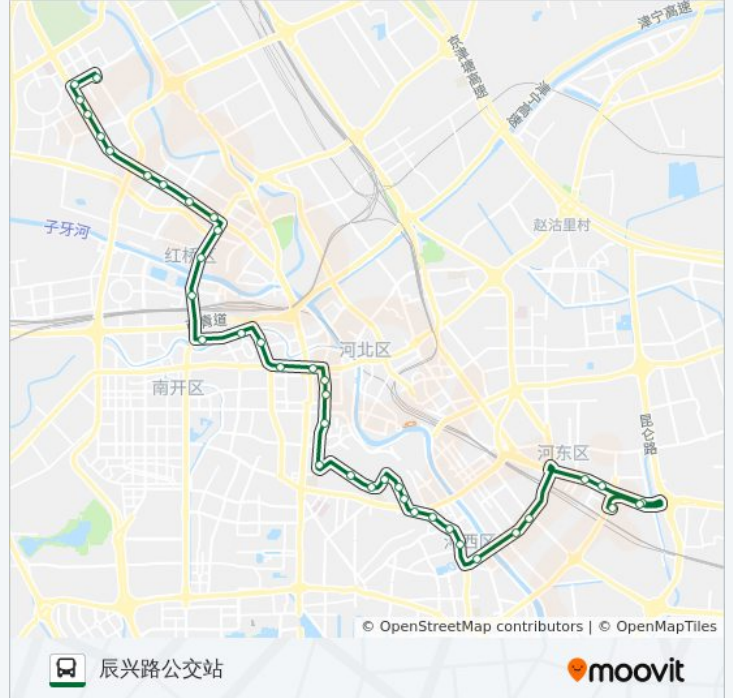 津宁高速
京津塘高速
津宁高速
赵沽里村
子牙河
红桥区
青道
河北区
南开区
昆仑路
河东区
河西区
© OpenStreetMap contributors | © OpenMapTiles
辰兴路公交站
moovit